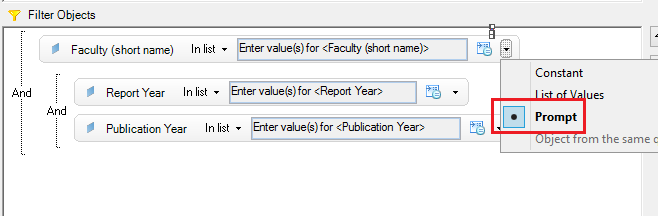 Filter Objects
Faculty (short name) In list Enter value(s) for <Faculty (short name)>
And
Report Year In list Enter value(s) for <Report Year>
And
Publication Year In list Enter value(s) for <Publication Year>
Constant
List of Values
Prompt
Object from the same